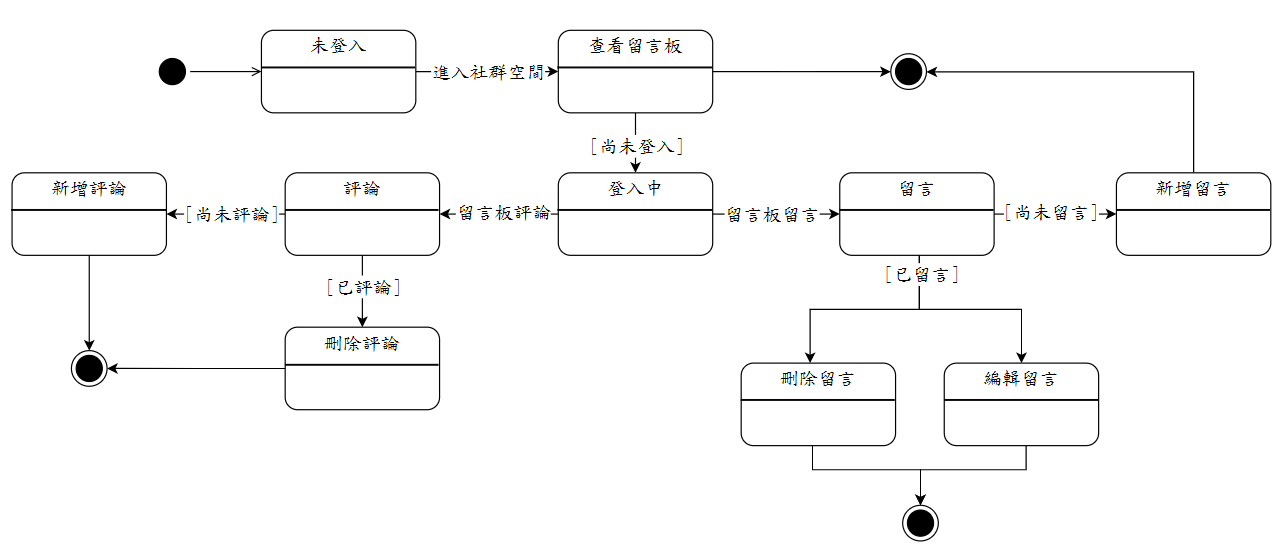 未登入
進入社群空間
查看留言板
[尚未登入]
新增評論
[尚未評論]
評論
留言板評論
登入中
留言板留言
留言
[尚未留言]
新增留言
[已評論]
[已留言]
刪除評論
刪除留言
編輯留言